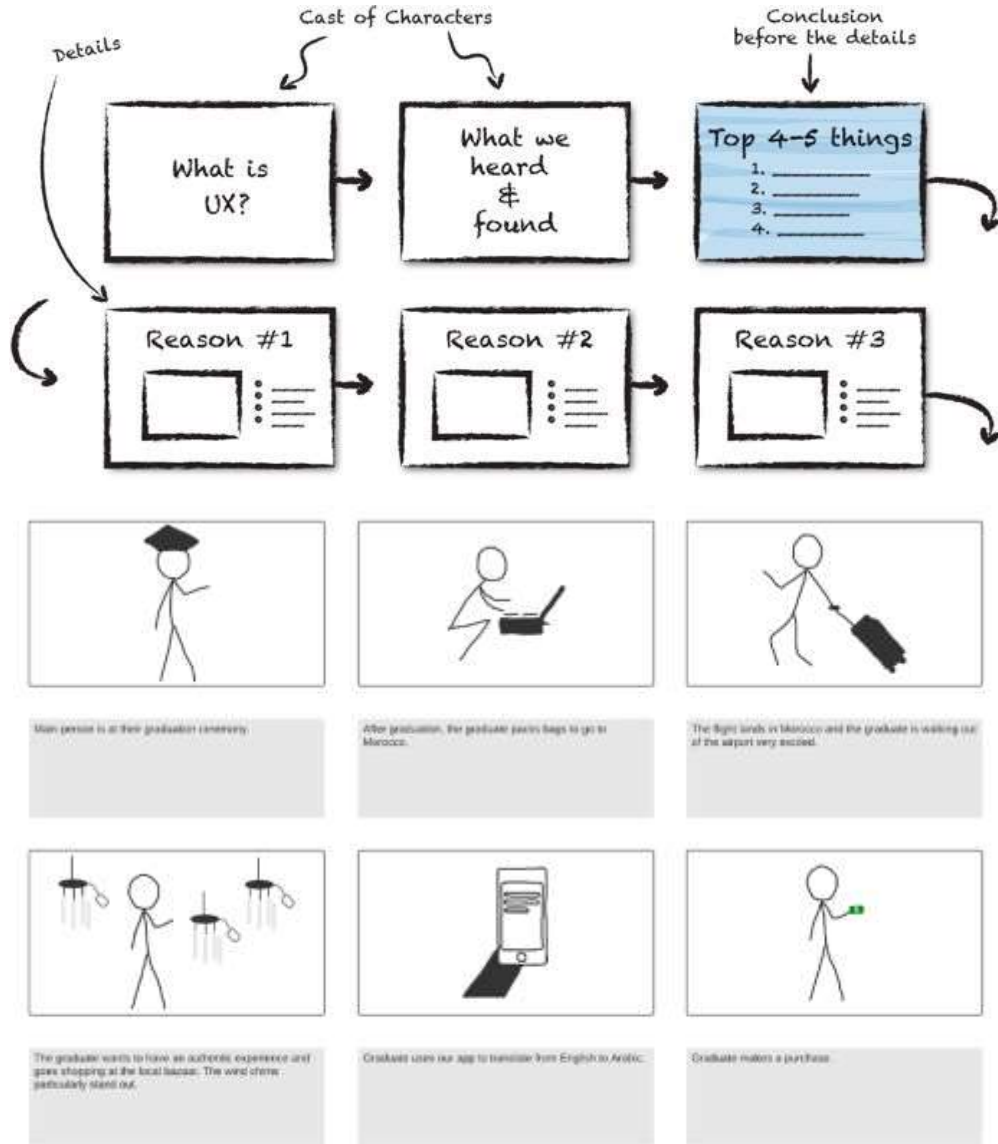 Cast of Characters
Conclusion
before the details
Details
What is
UX?
What we
heard
&
found
Top 4-5 things
1.
2.
3.
4.
Reason #1
Reason #2
Reason #3
Main person is at their graduation ceremony.
After graduation, the graduate packs bags to go to
Morocco.
The flight lands in Morocco and the graduate is walking out
of the airport very excited.
The graduate wants to have an authentic experience and
goes shopping at the local bazaar. The wind chime
particularly stand out.
Graduate uses our app to translate from English to Arabic.
Graduate makes a purchase.